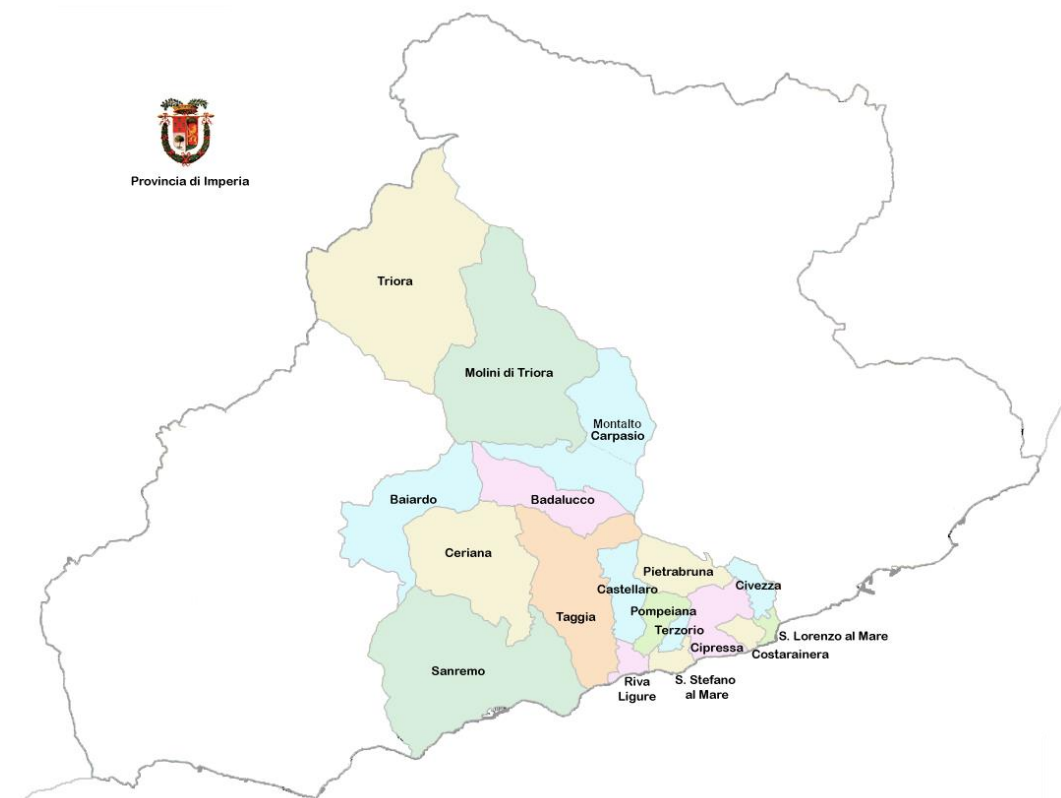 Provincia di Imperia
Triora
Molini di Triora
Montalto
Carpasio
Baiardo
Badalucco
Ceriana
Pietrabruna
Castellaro
Civezza
Taggia
Pompeiana
Terzorio
S. Lorenzo al Mare
Cipressa
Costarainera
Sanremo
Riva
Ligure
S. Stefano
al Mare